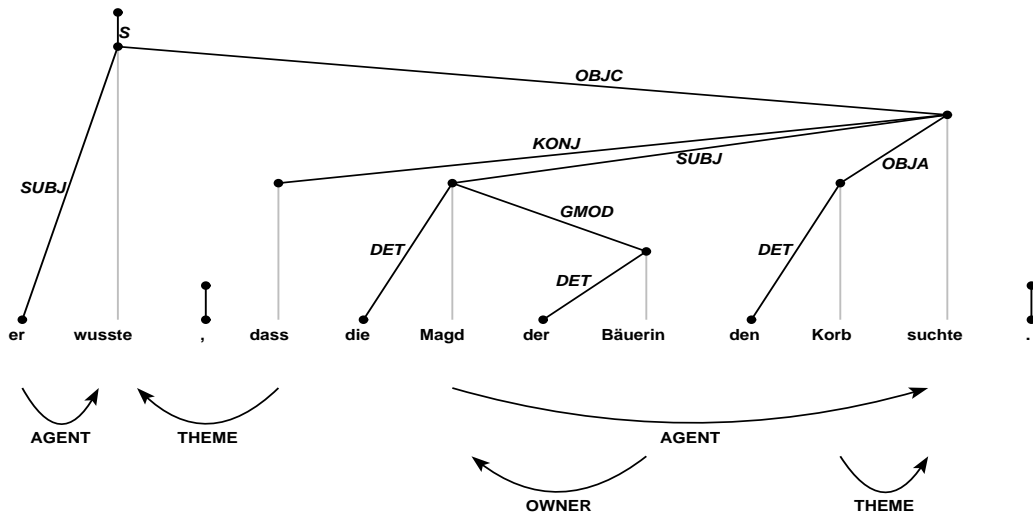 S
OBJC
KONJ
SUBJ
OBJA
SUBJ
GMOD
DET
DET
DET
er wusste , dass die Magd der Bäuerin den Korb suchte .
AGENT THEME AGENT
OWNER THEME